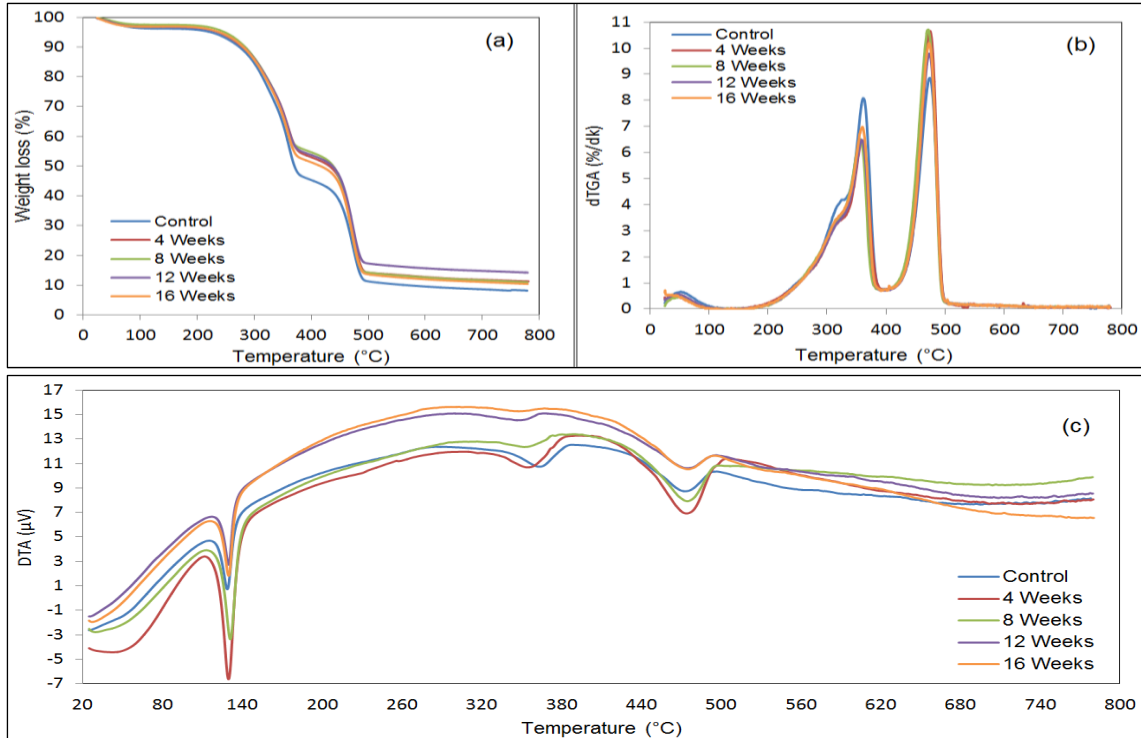 (a)
Weight loss (%)
100
90
80
70
60
50
40
30
20
10
0
Control
4 Weeks
8 Weeks
12 Weeks
16 Weeks
0 100 200 300 400 500 600 700 800
Temperature (°C)
(b)
dTGA (%/dk)
11
10
9
8
7
6
5
4
3
2
1
0
Control
4 Weeks
8 Weeks
12 Weeks
16 Weeks
0 100 200 300 400 500 600 700 800
Temperature (°C)
(c)
DTA (µV)
17
15
13
11
9
7
5
3
1
-1
-3
-5
-7
Control
4 Weeks
8 Weeks
12 Weeks
16 Weeks
20 80 140 200 260 320 380 440 500 560 620 680 740 800
Temperature (°C)